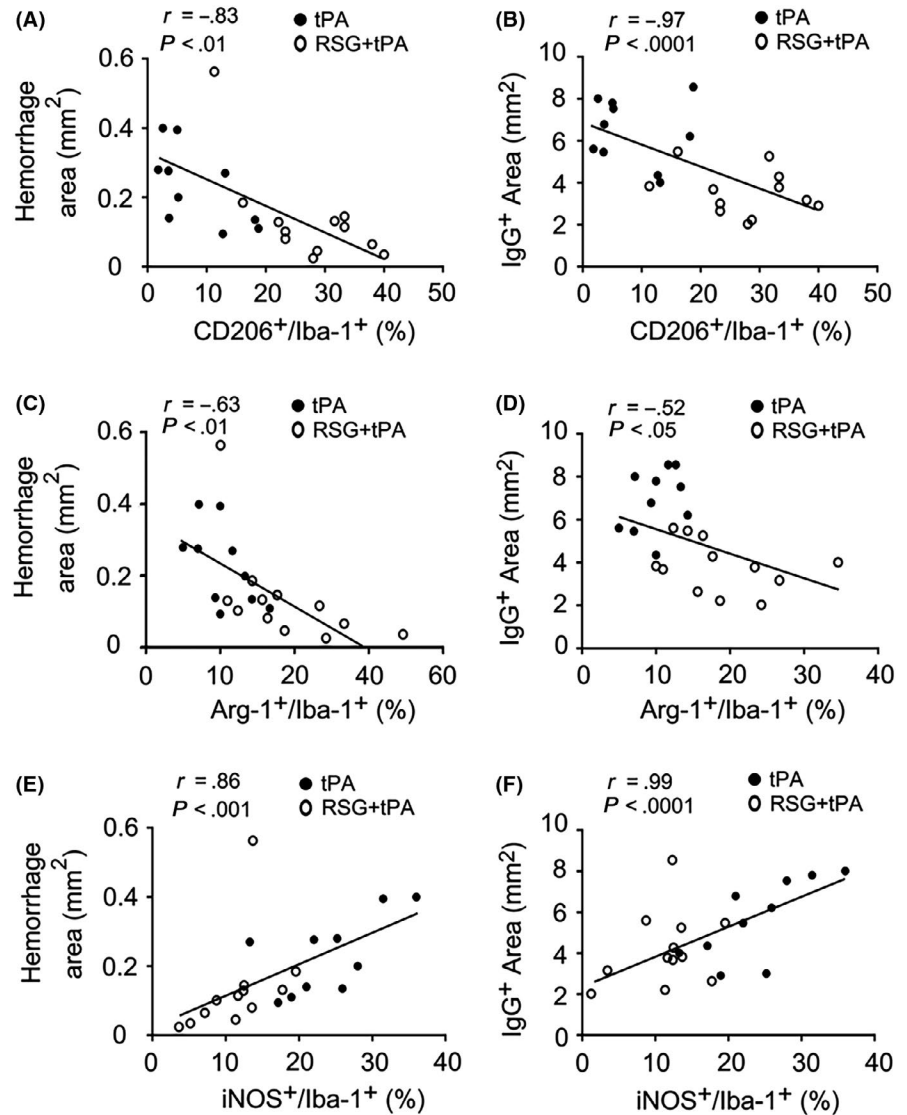 (A)
r = –.83
P < .01
● tPA
○ RSG+tPA
Hemorrhage
area (mm²)
0.6
0.4
0.2
0
0 10 20 30 40 50
CD206⁺/Iba-1⁺ (%)
(B)
r = –.97
P < .0001
● tPA
○ RSG+tPA
IgG⁺ Area (mm²)
10
8
6
4
2
0
0 10 20 30 40 50
CD206⁺/Iba-1⁺ (%)
(C)
r = –.63
P < .01
● tPA
○ RSG+tPA
Hemorrhage
area (mm²)
0.6
0.4
0.2
0
0 10 20 40 60
Arg-1⁺/Iba-1⁺ (%)
(D)
r = –.52
P < .05
● tPA
○ RSG+tPA
IgG⁺ Area (mm²)
10
8
6
4
2
0
0 10 20 30 40
Arg-1⁺/Iba-1⁺ (%)
(E)
r = .86
P < .001
● tPA
○ RSG+tPA
Hemorrhage
area (mm²)
0.6
0.4
0.2
0
0 10 20 30 40
iNOS⁺/Iba-1⁺ (%)
(F)
r = .99
P < .0001
● tPA
○ RSG+tPA
IgG⁺ Area (mm²)
10
8
6
4
2
0
0 10 20 30 40
iNOS⁺/Iba-1⁺ (%)